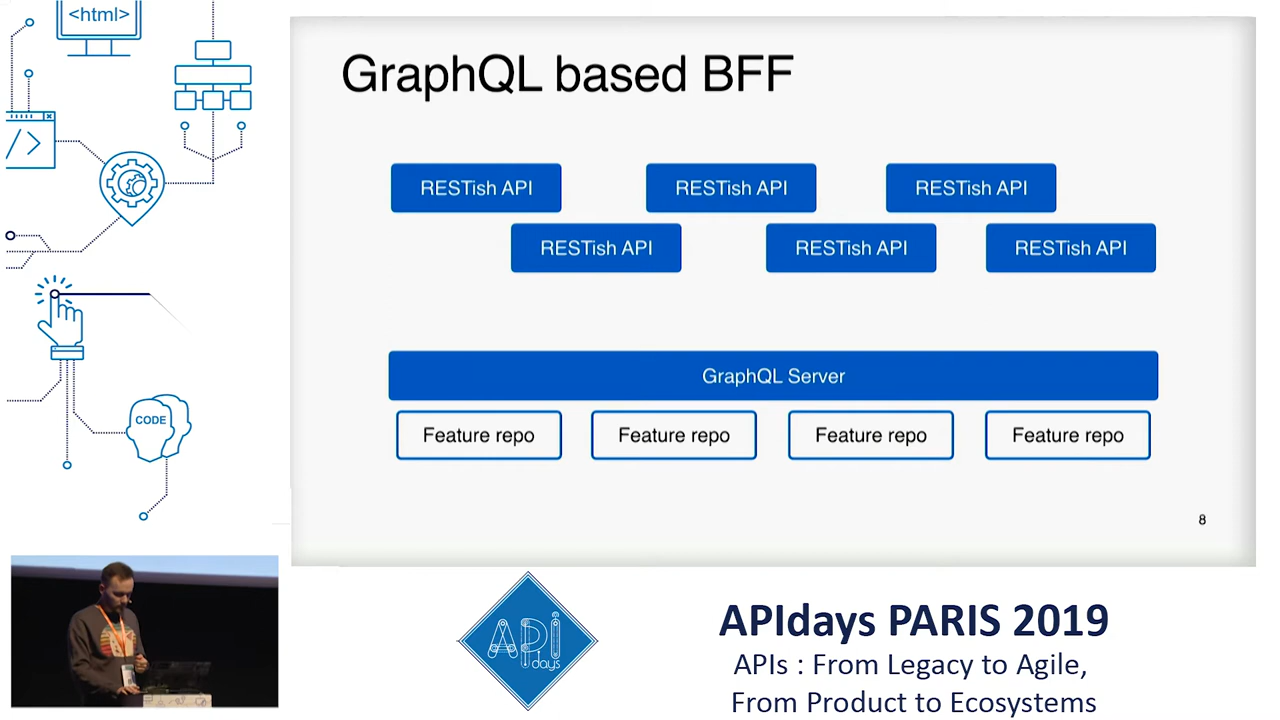 <html>
</>
CODE
GraphQL based BFF
RESTish API
RESTish API
RESTish API
RESTish API
RESTish API
RESTish API
GraphQL Server
Feature repo
Feature repo
Feature repo
Feature repo
8
API
days
APIdays PARIS 2019
APIs : From Legacy to Agile,
From Product to Ecosystems